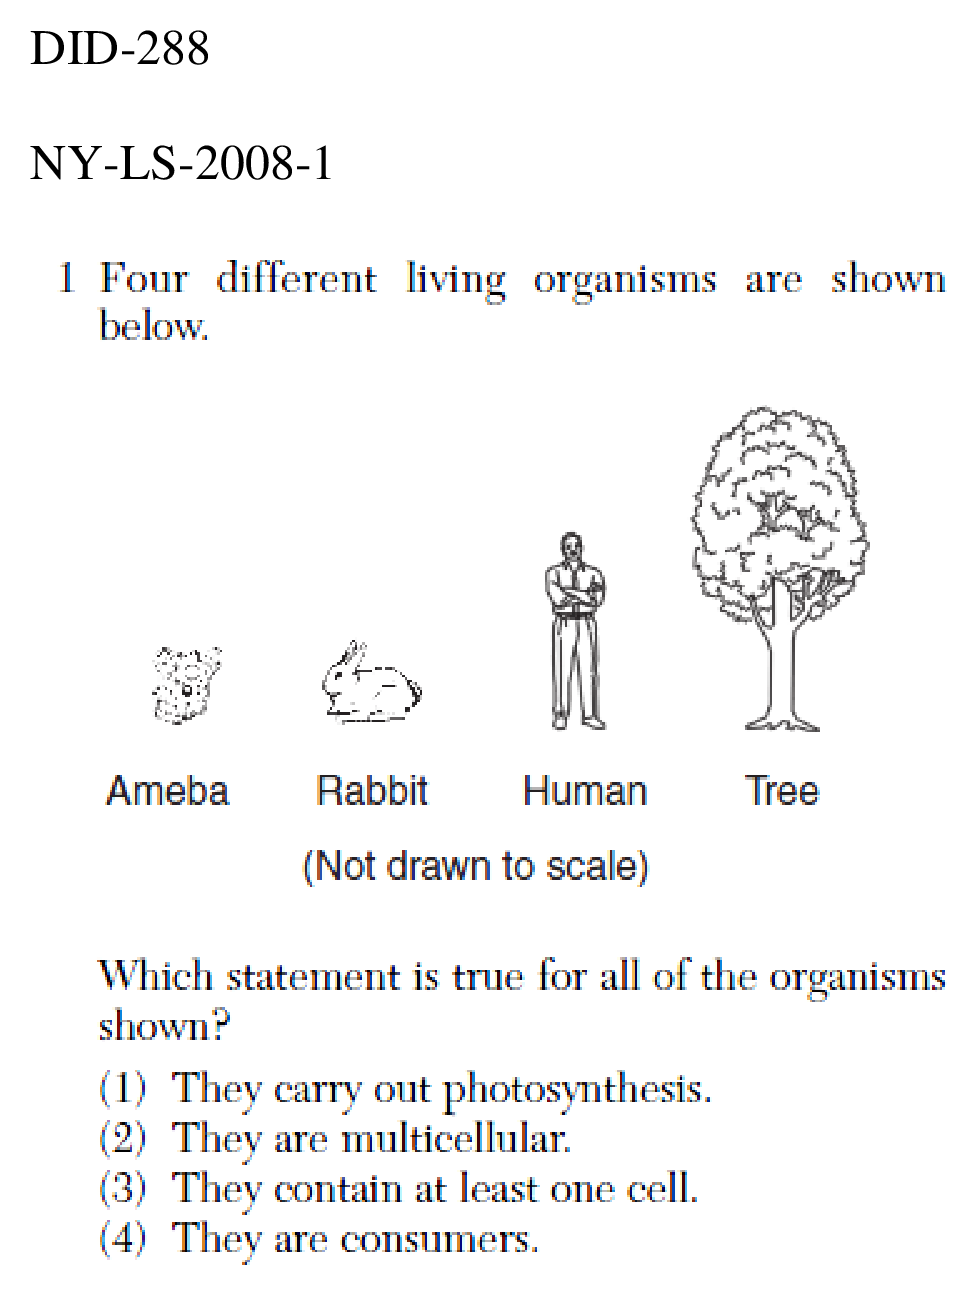 DID-288
NY-LS-2008-1
1 Four different living organisms are shown
below.
Ameba Rabbit Human Tree
(Not drawn to scale)
Which statement is true for all of the organisms
shown?
(1) They carry out photosynthesis.
(2) They are multicellular.
(3) They contain at least one cell.
(4) They are consumers.